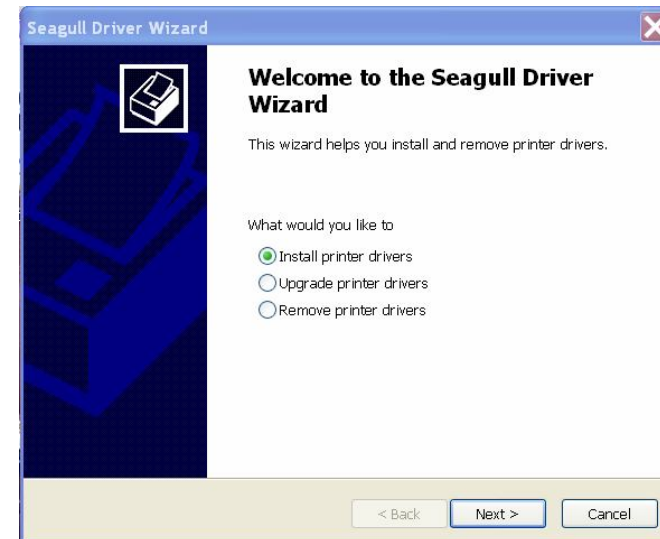 Seagull Driver Wizard
Welcome to the Seagull Driver
Wizard
This wizard helps you install and remove printer drivers.
What would you like to
Install printer drivers
Upgrade printer drivers
Remove printer drivers
< Back
Next >
Cancel